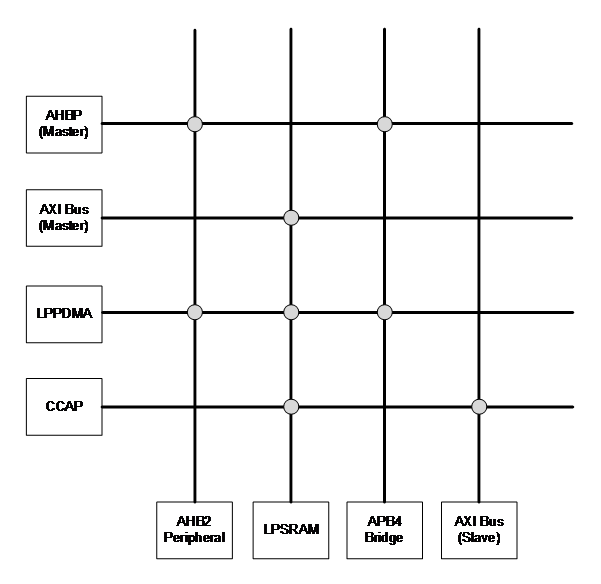 AHBP
(Master)
AXI Bus
(Master)
LPPDMA
CCAP
AHB2
Peripheral
LPSRAM
APB4
Bridge
AXI Bus
(Slave)